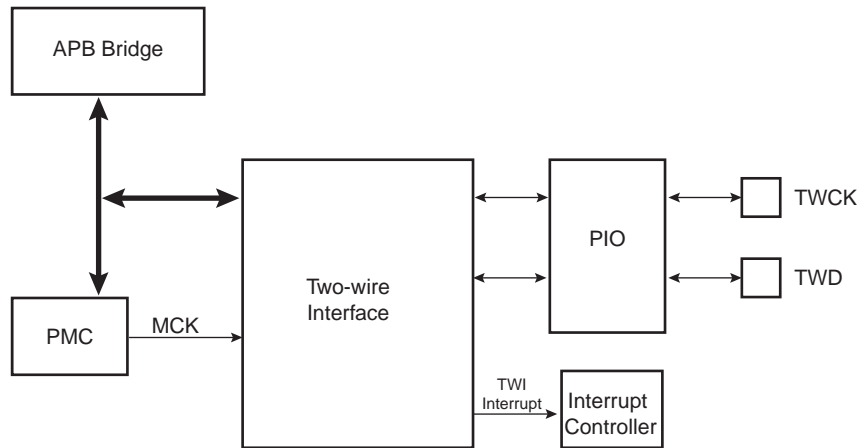 APB Bridge
TWCK
PIO
TWD
Two-wire
Interface
MCK
PMC
TWI
Interrupt
Interrupt
Controller